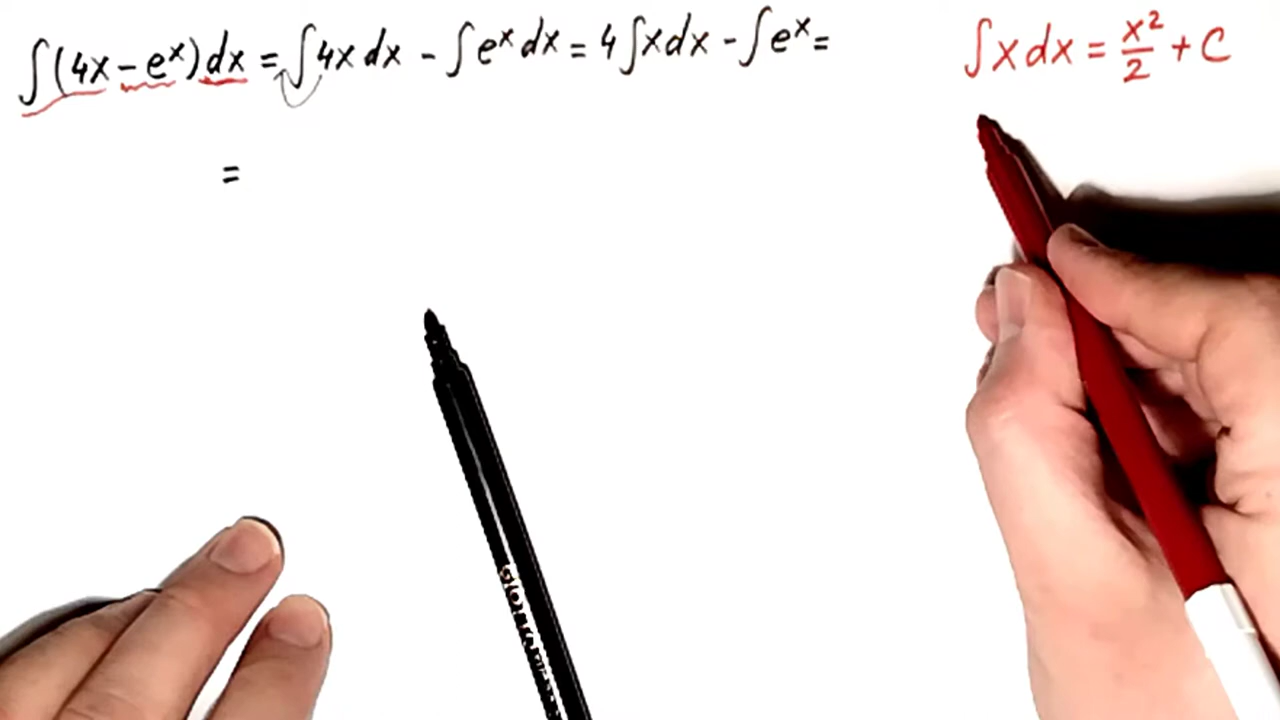 ∫(4x - eˣ)dx = ∫4x dx - ∫eˣ dx = 4∫x dx - ∫eˣ =
∫x dx = x²/2 + C
=